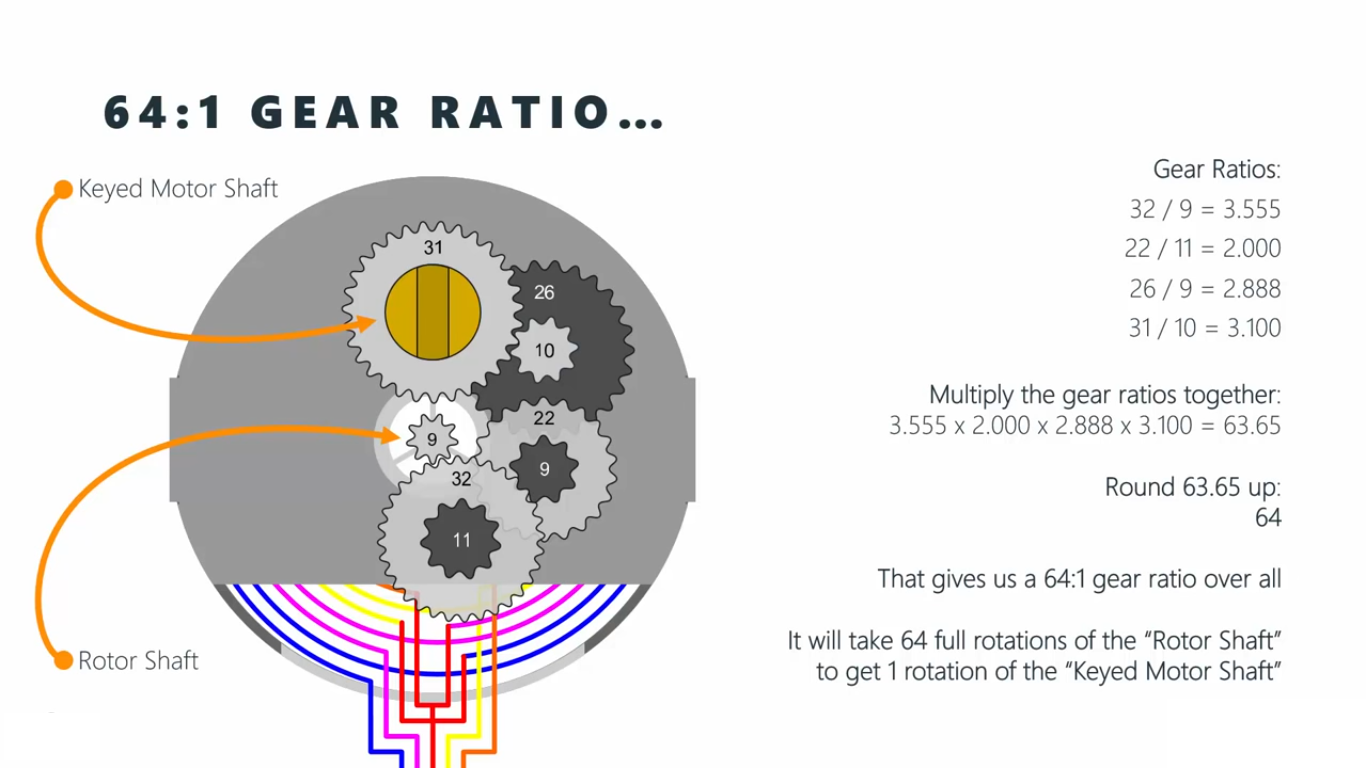 64:1 GEAR RATIO…
Keyed Motor Shaft
31
26
10
22
9
9
32
11
Rotor Shaft
Gear Ratios:
32 / 9 = 3.555
22 / 11 = 2.000
26 / 9 = 2.888
31 / 10 = 3.100
Multiply the gear ratios together:
3.555 x 2.000 x 2.888 x 3.100 = 63.65
Round 63.65 up:
64
That gives us a 64:1 gear ratio over all
It will take 64 full rotations of the “Rotor Shaft”
to get 1 rotation of the “Keyed Motor Shaft”